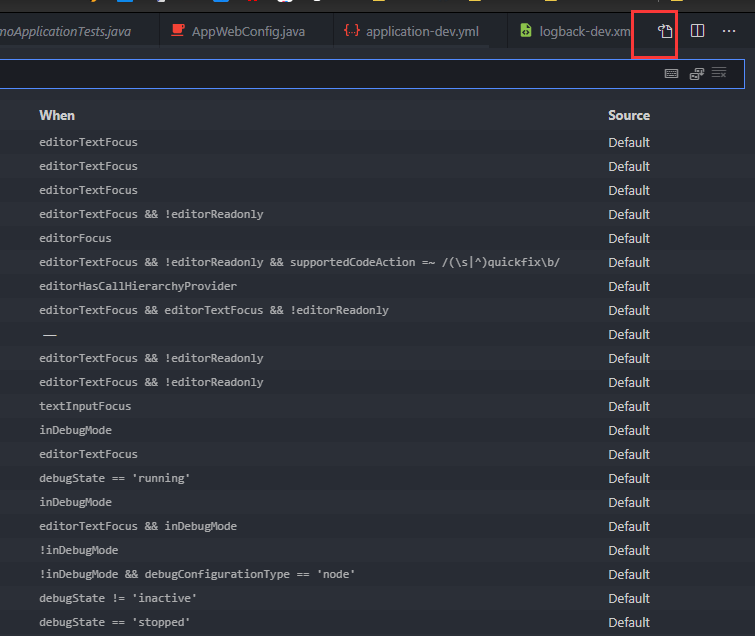 moApplicationTests.java AppWebConfig.java {..} application-dev.yml logback-dev.xm ...
When Source
editorTextFocus Default
editorTextFocus Default
editorTextFocus Default
editorTextFocus && !editorReadonly Default
editorFocus Default
editorTextFocus && !editorReadonly && supportedCodeAction =~ /(\s|^)quickfix\b/ Default
editorHasCallHierarchyProvider Default
editorTextFocus && editorTextFocus && !editorReadonly Default
— Default
editorTextFocus && !editorReadonly Default
editorTextFocus && !editorReadonly Default
textInputFocus Default
inDebugMode Default
editorTextFocus Default
debugState == 'running' Default
inDebugMode Default
editorTextFocus && inDebugMode Default
!inDebugMode Default
!inDebugMode && debugConfigurationType == 'node' Default
debugState != 'inactive' Default
debugState == 'stopped' Default